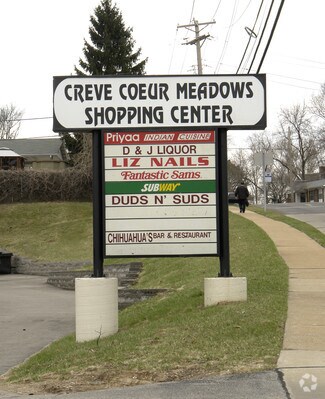 CREVE COEUR MEADOWS
SHOPPING CENTER
Priyaa INDIAN CUISINE
D & J LIQUOR
LIZ NAILS
FANTASTIC SAMS
SUBWAY
DUDS N' SUDS
CHIHUAHUA'S BAR & RESTAURANT